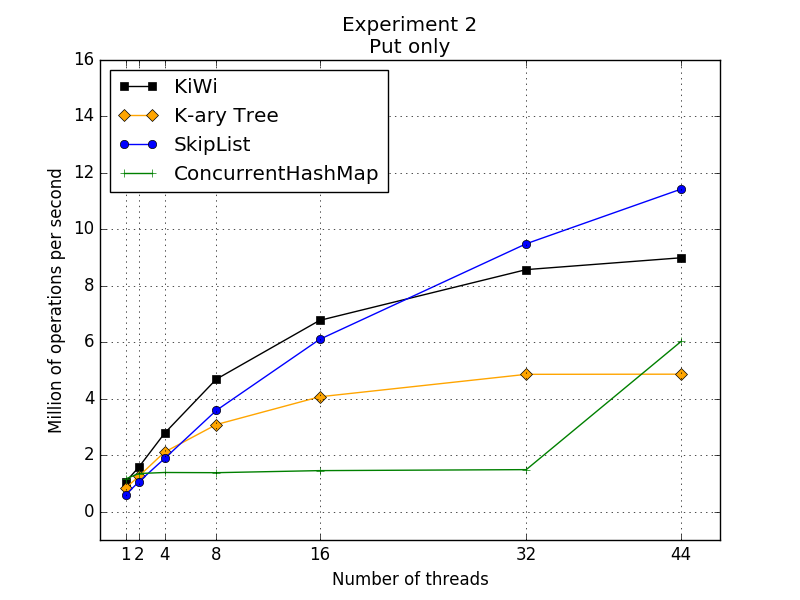 Experiment 2
Put only
16
14
12
10
8
6
4
2
0
Million of operations per second
KiWi
K-ary Tree
SkipList
ConcurrentHashMap
1 2 4 8 16 32 44
Number of threads